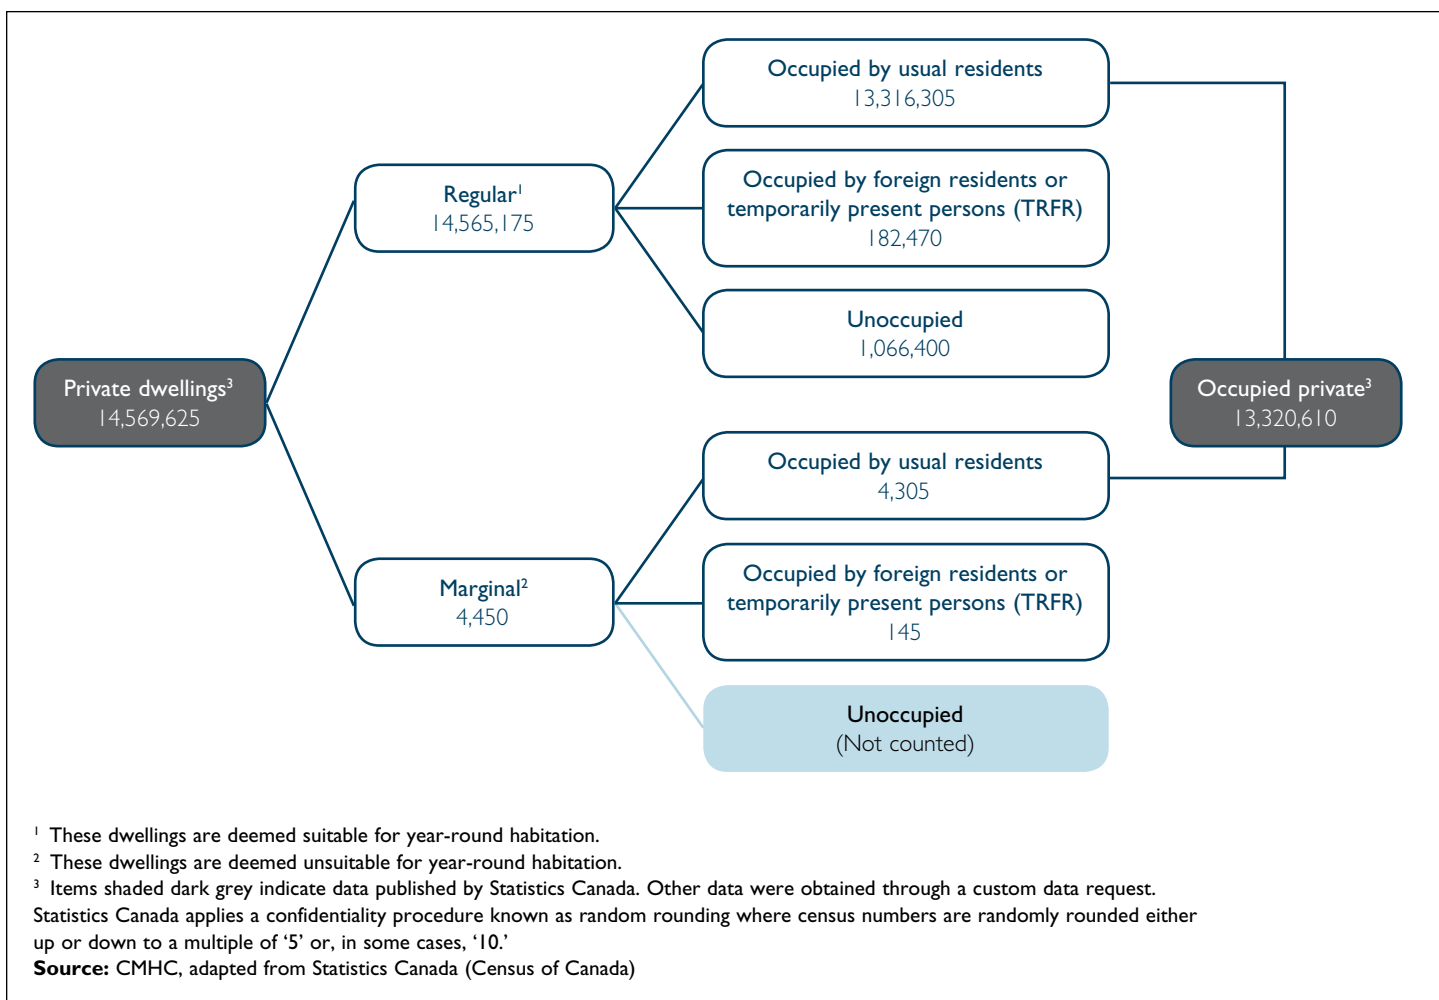 Occupied by usual residents
13,316,305
Occupied by foreign residents or
temporarily present persons (TRFR)
182,470
Regular¹
14,565,175
Unoccupied
1,066,400
Private dwellings³
14,569,625
Occupied private³
13,320,610
Occupied by usual residents
4,305
Occupied by foreign residents or
temporarily present persons (TRFR)
145
Marginal²
4,450
Unoccupied
(Not counted)
¹ These dwellings are deemed suitable for year-round habitation.
² These dwellings are deemed unsuitable for year-round habitation.
³ Items shaded dark grey indicate data published by Statistics Canada. Other data were obtained through a custom data request.
Statistics Canada applies a confidentiality procedure known as random rounding where census numbers are randomly rounded either
up or down to a multiple of ‘5’ or, in some cases, ‘10.’
Source: CMHC, adapted from Statistics Canada (Census of Canada)